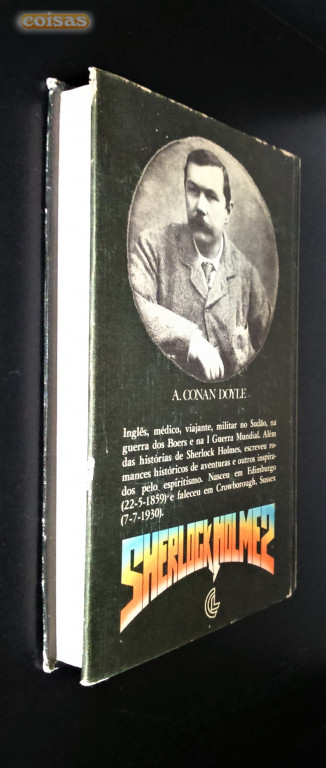 coisas
A. CONAN DOYLE
Inglês, médico, viajante, militar no Sudão, na
guerra dos Boers e na I Guerra Mundial. Além
das histórias de Sherlock Holmes, escreveu ro-
mances históricos de aventuras e outros inspira-
dos pelo espiritismo. Nasceu em Edimburgo
(22-5-1859) e faleceu em Crowborough, Sussex
(7-7-1930).
SHERLOCK HOLMES
CL